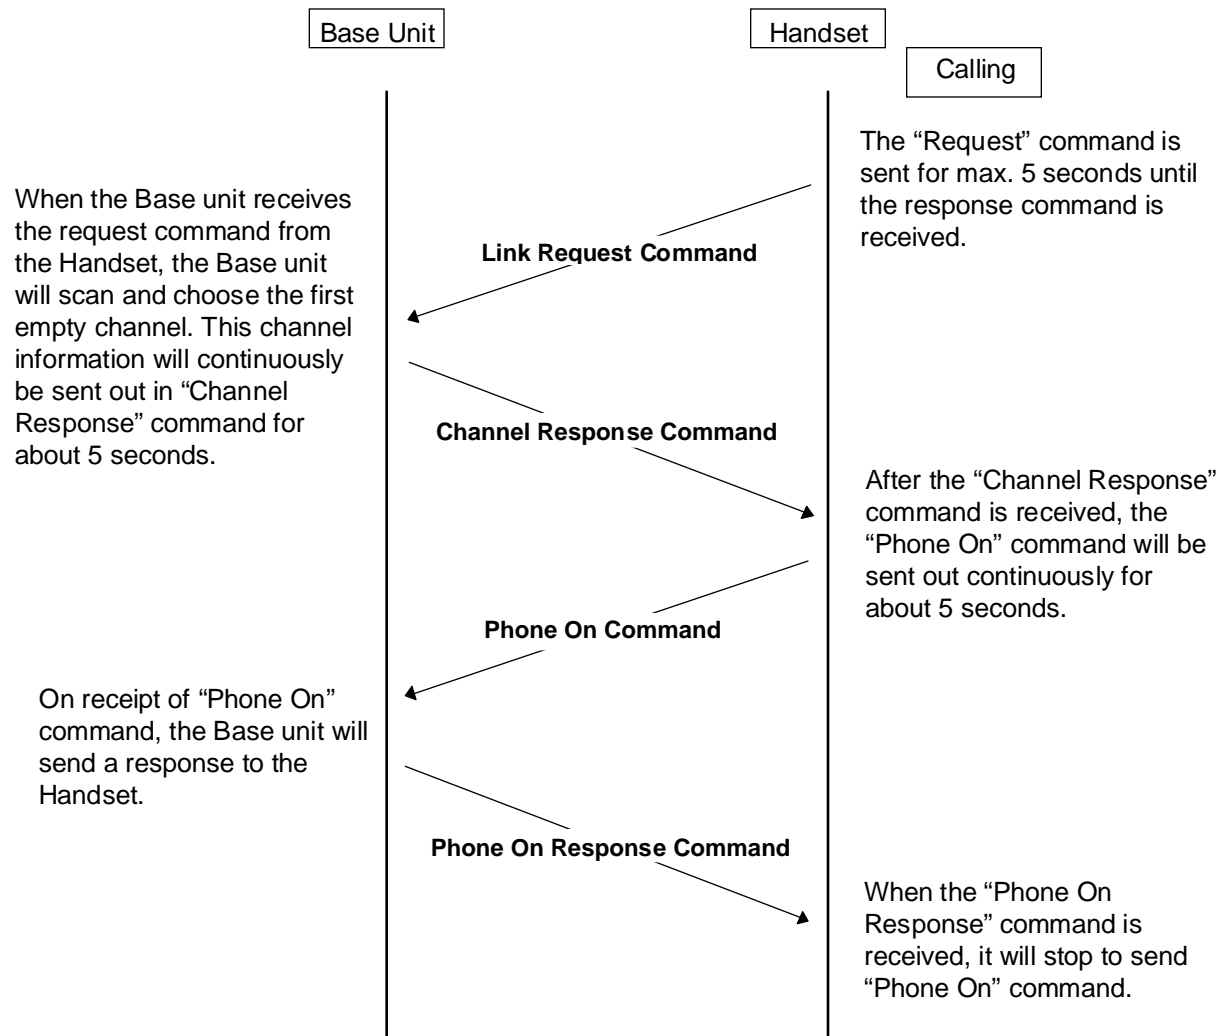 Base Unit
Handset
Calling
The “Request” command is
sent for max. 5 seconds until
the response command is
received.
When the Base unit receives
the request command from
the Handset, the Base unit
will scan and choose the first
empty channel. This channel
information will continuously
be sent out in “Channel
Response” command for
about 5 seconds.
Link Request Command
Channel Response Command
After the “Channel Response”
command is received, the
“Phone On” command will be
sent out continuously for
about 5 seconds.
Phone On Command
On receipt of “Phone On”
command, the Base unit will
send a response to the
Handset.
Phone On Response Command
When the “Phone On
Response” command is
received, it will stop to send
“Phone On” command.